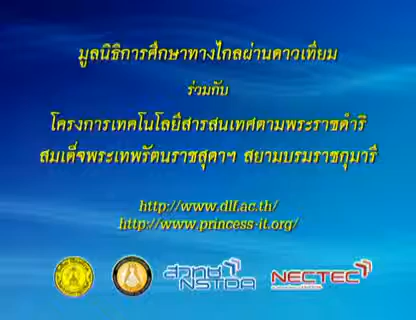 มูลนิธิการศึกษาทางไกลผ่านดาวเทียม
ร่วมกับ
โครงการเทคโนโลยีสารสนเทศตามพระราชดำริ
สมเด็จพระเทพรัตนราชสุดาฯ สยามบรมราชกุมารี
http://www.dlf.ac.th/
http://www.princess-it.org/
สวทช
NSTDA
NECTEC